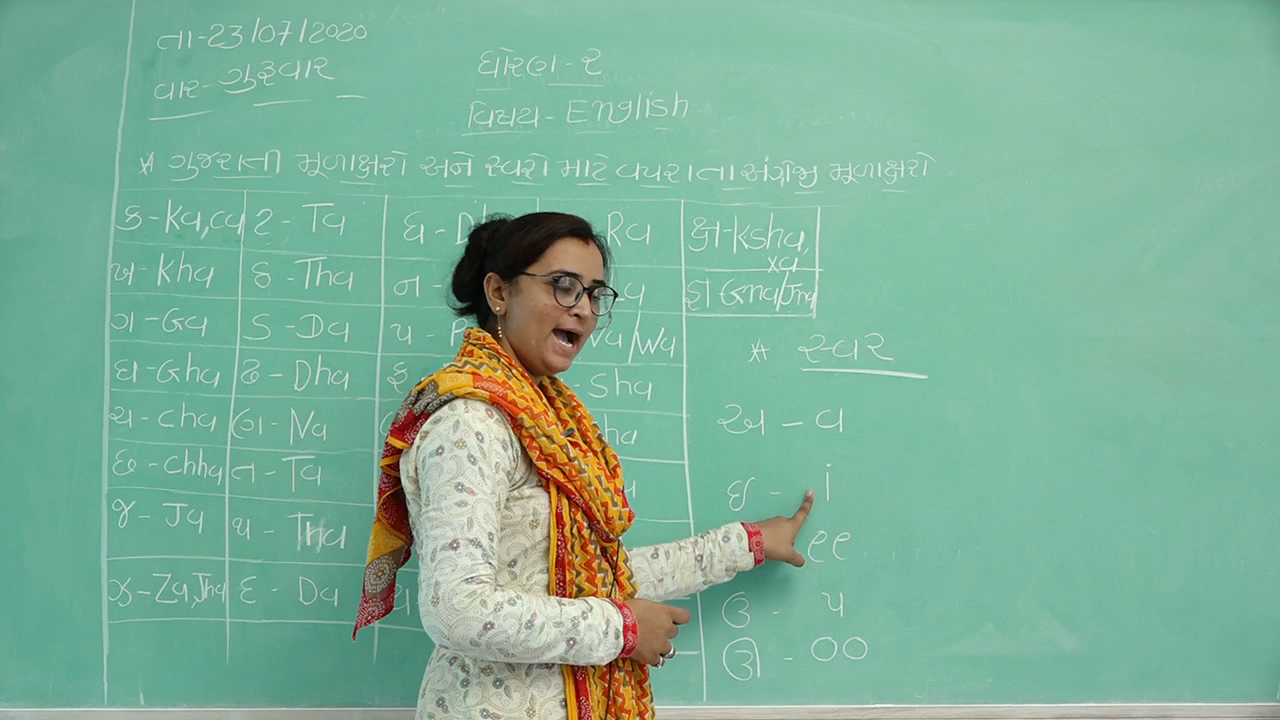 તા-23/07/2020
વાર-ગુરૂવાર
ધોરણ-૨
વિષય-English
* ગુજરાતી મૂળાક્ષરો અને સ્વરો માટે વપરાતા અંગ્રેજી મૂળાક્ષરો
ક-Ka,ca ટ-Ta ધ- Ra ક્ષ-Ksha,
xa
ખ-Kha ઠ-Tha ન- જ્ઞ Gna/Jna
ગ-Ga ડ-Da પ- Va/Wa
* સ્વર
ઘ-Gha ઢ-Dha ફ- -Sha
ચ-cha ણ-Na
અ-a
છ-chha ત-Ta
ઇ-i
જ-Ja થ-Tha
ee
ઝ-Za,Jha દ-Da
ઉ-u
ઊ-oo